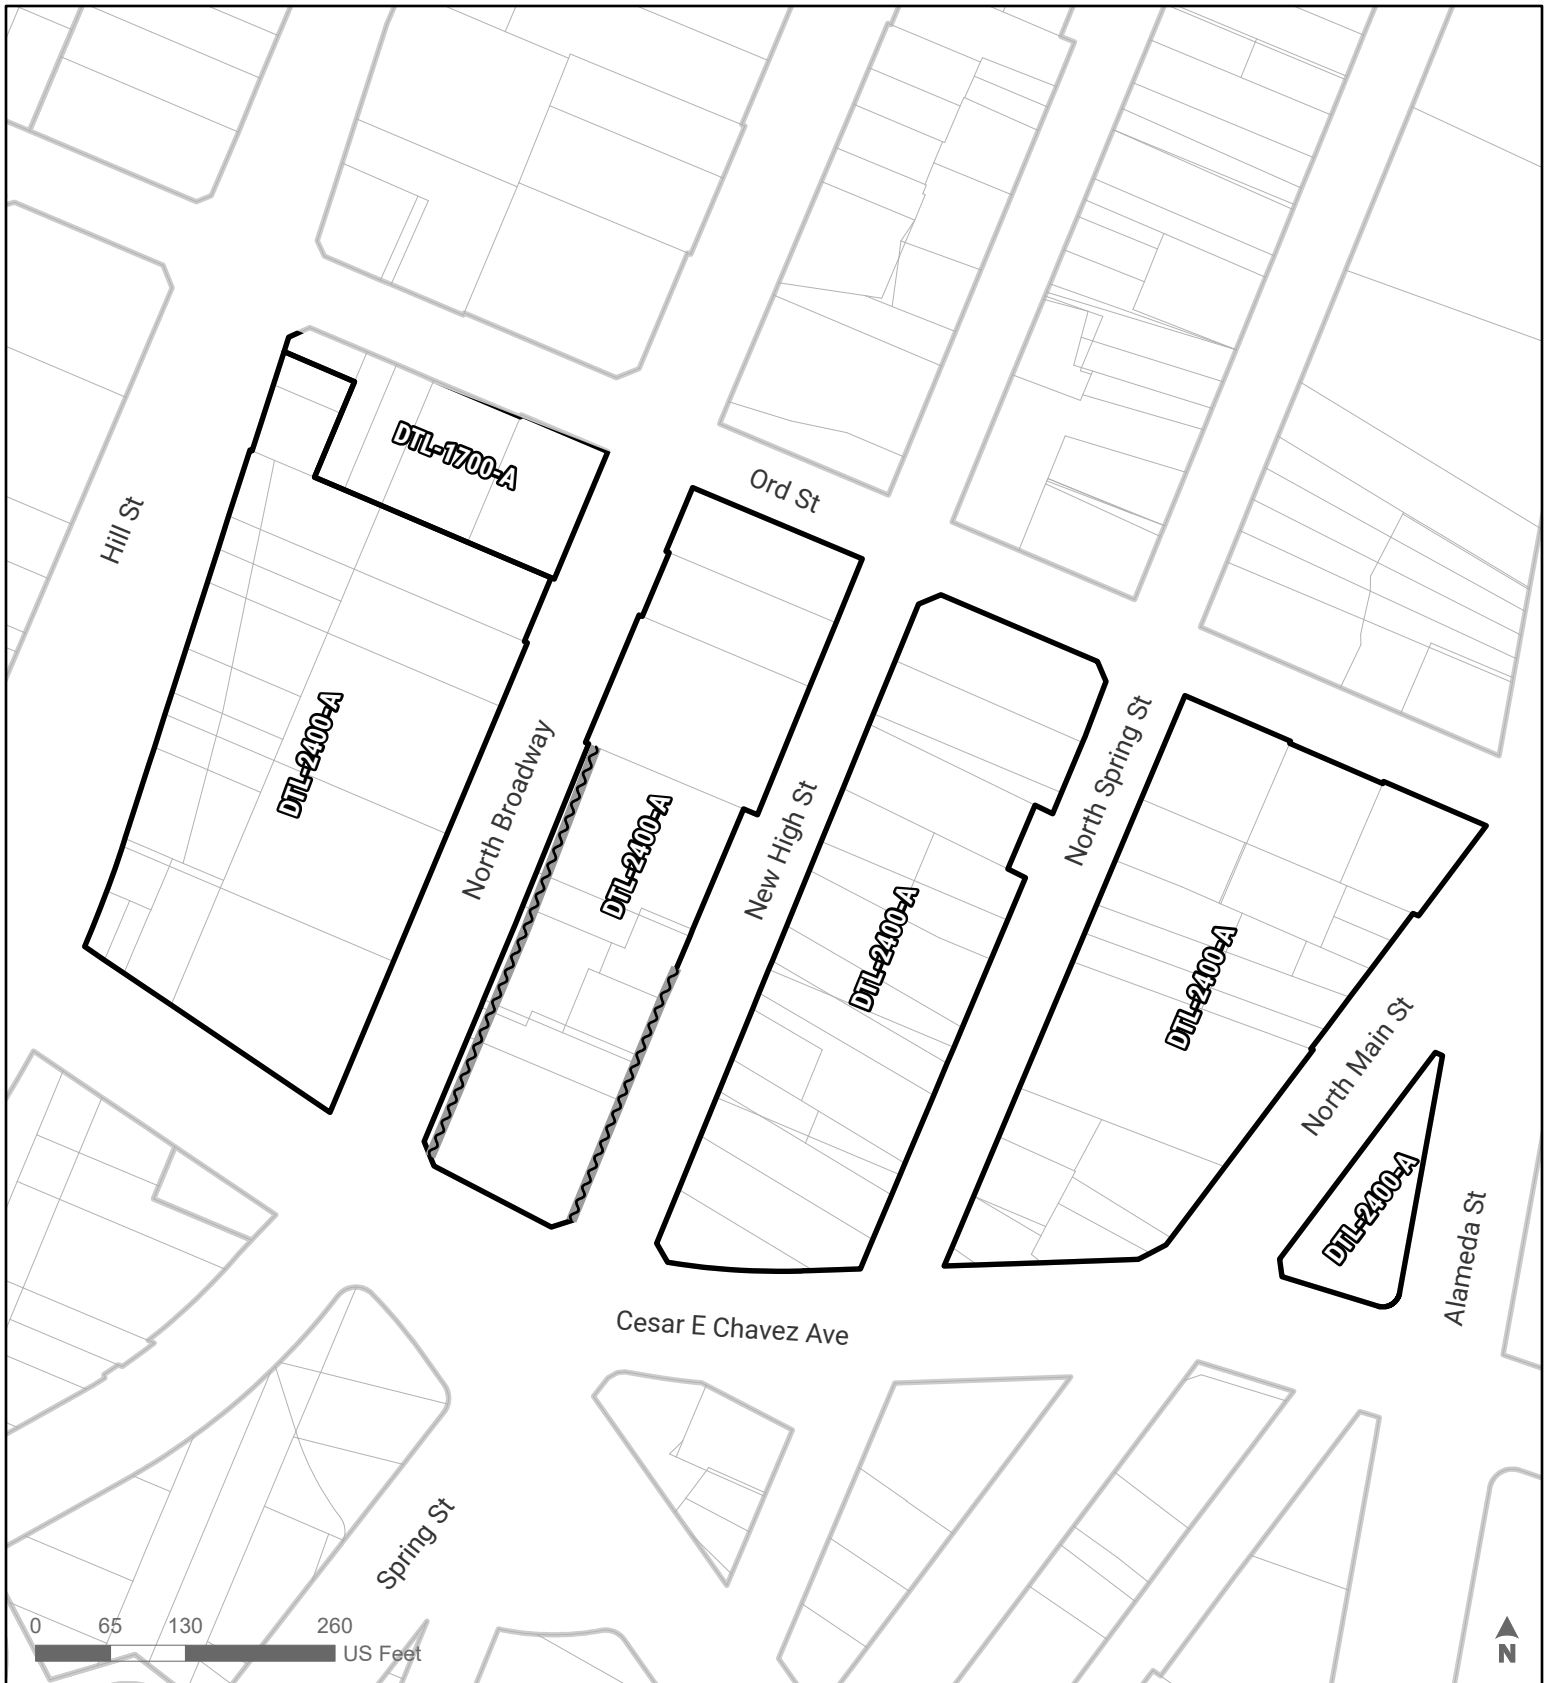 DTL-1700-A
Ord St
Hill St
DTL-2400-A
North Broadway
DTL-2400-A
New High St
North Spring St
DTL-2400-A
DTL-2400-A
North Main St
DTL-2400-A
Alameda St
Cesar E Chavez Ave
Spring St
0 65 130 260
US Feet
N